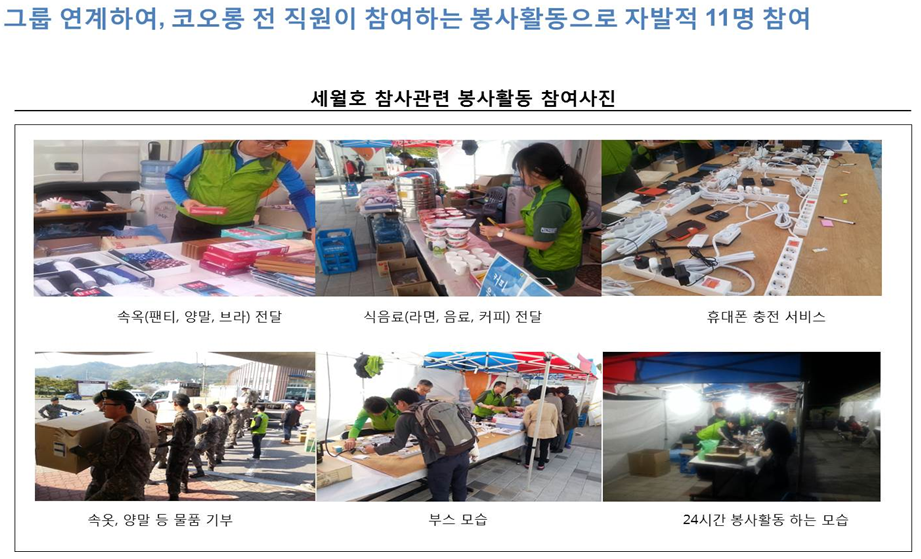 그룹 연계하여, 코오롱 전 직원이 참여하는 봉사활동으로 자발적 11명 참여
세월호 참사관련 봉사활동 참여사진
속옥(팬티, 양말, 브라) 전달
식음료(라면, 음료, 커피) 전달
휴대폰 충전 서비스
속옷, 양말 등 물품 기부
부스 모습
24시간 봉사활동 하는 모습